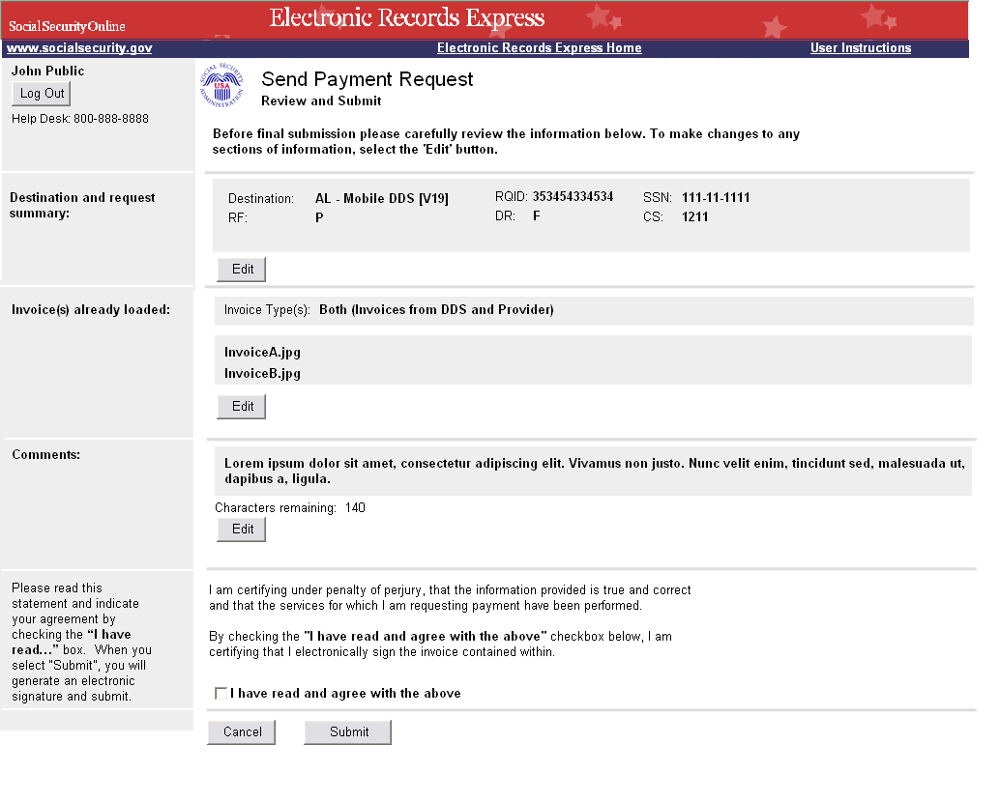 Social Security Online
Electronic Records Express
www.socialsecurity.gov
Electronic Records Express Home
User Instructions
John Public
Log Out
Help Desk: 800-888-8888
SOCIAL SECURITY ADMINISTRATION
USA
Send Payment Request
Review and Submit
Before final submission please carefully review the information below. To make changes to any
sections of information, select the 'Edit' button.
Destination and request
summary:
Destination: AL - Mobile DDS [V19] RQID: 353454334534 SSN: 111-11-1111
RF: P DR: F CS: 1211
Edit
Invoice(s) already loaded:
Invoice Type(s): Both (Invoices from DDS and Provider)
InvoiceA.jpg
InvoiceB.jpg
Edit
Comments:
Lorem ipsum dolor sit amet, consectetur adipiscing elit. Vivamus non justo. Nunc velit enim, tincidunt sed, malesuada ut,
dapibus a, ligula.
Characters remaining: 140
Edit
Please read this
statement and indicate
your agreement by
checking the “I have
read…” box. When you
select “Submit”, you will
generate an electronic
signature and submit.
I am certifying under penalty of perjury, that the information provided is true and correct
and that the services for which I am requesting payment have been performed.
By checking the "I have read and agree with the above" checkbox below, I am
certifying that I electronically sign the invoice contained within.
I have read and agree with the above
Cancel
Submit